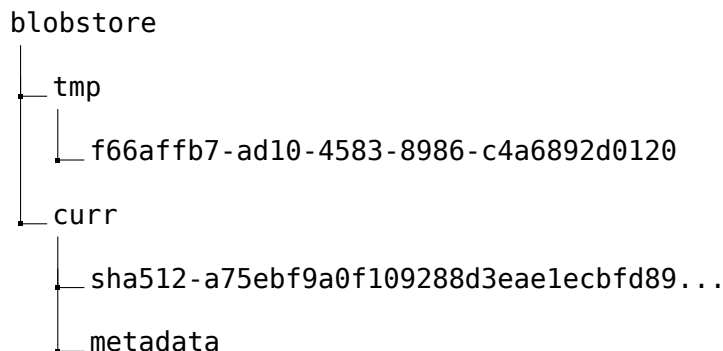 blobstore
tmp
f66affb7-ad10-4583-8986-c4a6892d0120
curr
sha512-a75ebf9a0f109288d3eae1ecbfd89...
metadata